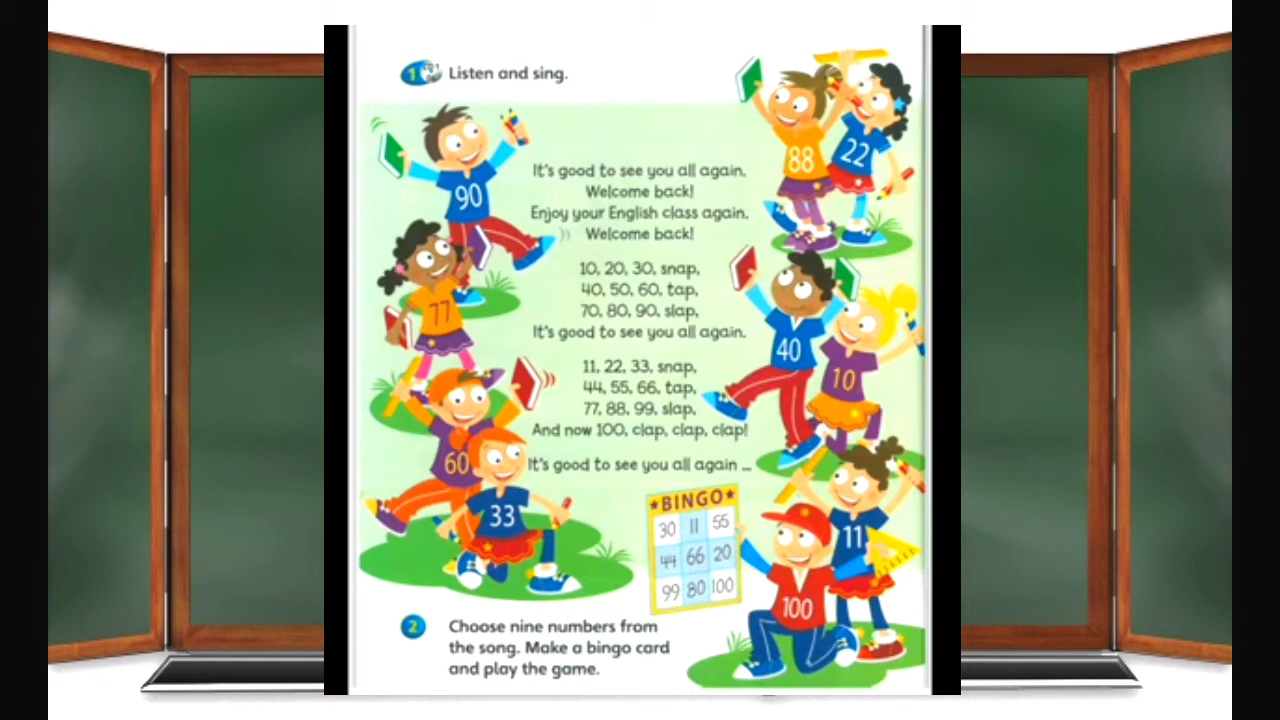 1 Listen and sing.
It's good to see you all again.
Welcome back!
Enjoy your English class again.
Welcome back!
10, 20, 30, snap,
40, 50, 60, tap,
70, 80, 90, slap,
It's good to see you all again.
11, 22, 33, snap,
44, 55, 66, tap,
77, 88, 99, slap,
And now 100, clap, clap, clap!
It's good to see you all again ...
90
77
60
33
88
22
40
10
11
100
★BINGO★
30 11 55
44 66 20
99 80 100
2 Choose nine numbers from
the song. Make a bingo card
and play the game.